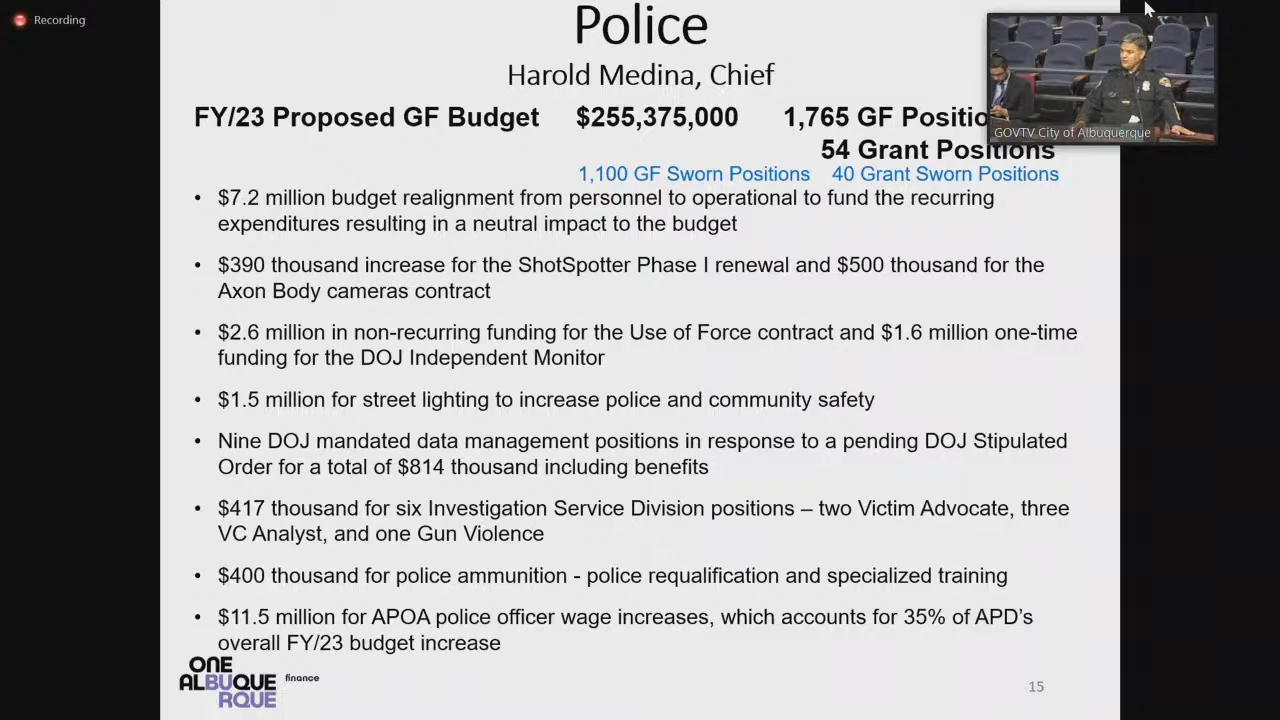 Recording
Police
Harold Medina, Chief
FY/23 Proposed GF Budget $255,375,000 1,765 GF Positio
54 Grant Positions
1,100 GF Sworn Positions 40 Grant Sworn Positions
GOVTV City of Albuquerque
• $7.2 million budget realignment from personnel to operational to fund the recurring
expenditures resulting in a neutral impact to the budget
• $390 thousand increase for the ShotSpotter Phase I renewal and $500 thousand for the
Axon Body cameras contract
• $2.6 million in non-recurring funding for the Use of Force contract and $1.6 million one-time
funding for the DOJ Independent Monitor
• $1.5 million for street lighting to increase police and community safety
• Nine DOJ mandated data management positions in response to a pending DOJ Stipulated
Order for a total of $814 thousand including benefits
• $417 thousand for six Investigation Service Division positions – two Victim Advocate, three
VC Analyst, and one Gun Violence
• $400 thousand for police ammunition - police requalification and specialized training
• $11.5 million for APOA police officer wage increases, which accounts for 35% of APD's
overall FY/23 budget increase
ONE
ALBUQUE
RQUE
finance
15